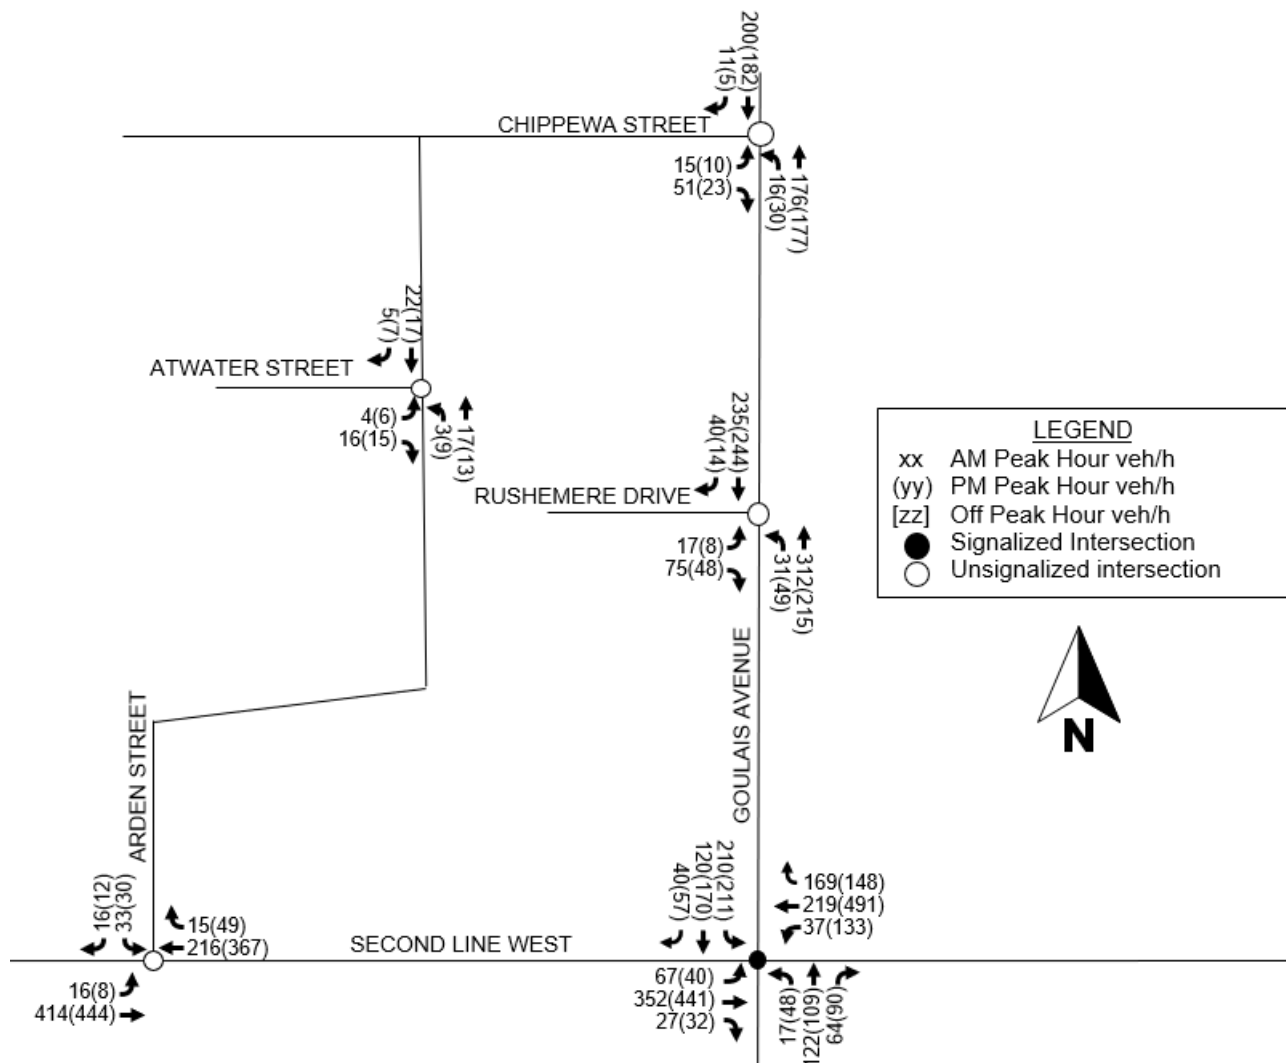 200(182)
11(5)
CHIPPEWA STREET
15(10)
51(23)
16(30)
176(177)
22(17)
5(7)
ATWATER STREET
4(6)
16(15)
3(9)
17(13)
235(244)
40(14)
RUSHEMERE DRIVE
17(8)
75(48)
31(49)
312(215)
LEGEND
xx AM Peak Hour veh/h
(yy) PM Peak Hour veh/h
[zz] Off Peak Hour veh/h
Signalized Intersection
Unsignalized intersection
N
GOULAIS AVENUE
ARDEN STREET
16(12)
33(30)
15(49)
216(367)
SECOND LINE WEST
16(8)
414(444)
210(211)
120(170)
40(57)
169(148)
219(491)
37(133)
67(40)
352(441)
27(32)
17(48)
22(109)
64(90)